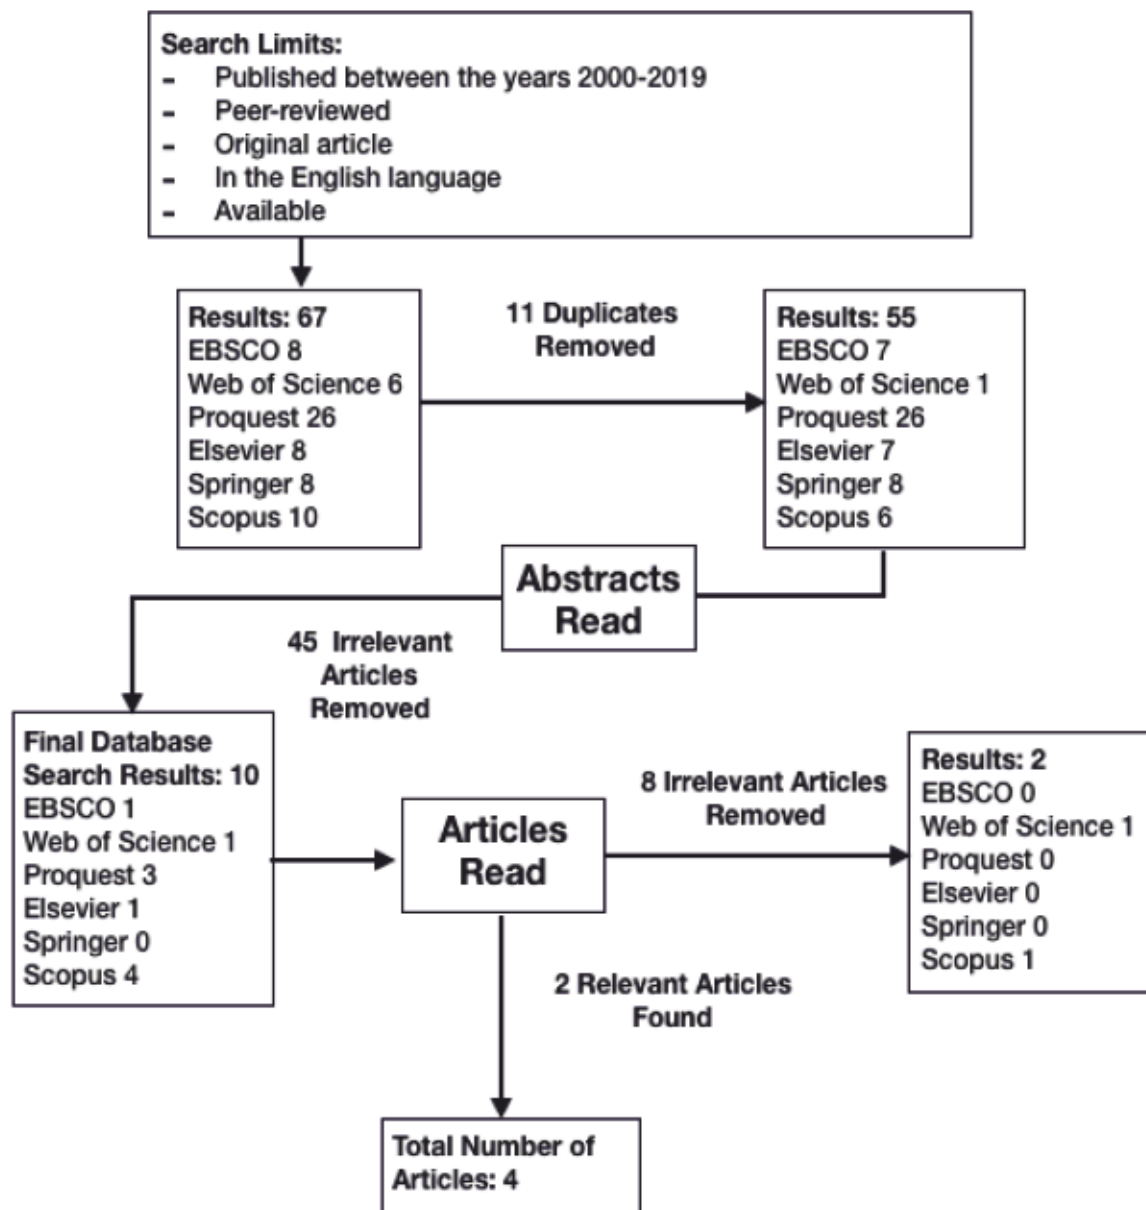 Search Limits:
- Published between the years 2000-2019
- Peer-reviewed
- Original article
- In the English language
- Available
Results: 67
EBSCO 8
Web of Science 6
Proquest 26
Elsevier 8
Springer 8
Scopus 10
11 Duplicates
Removed
Results: 55
EBSCO 7
Web of Science 1
Proquest 26
Elsevier 7
Springer 8
Scopus 6
Abstracts
Read
45 Irrelevant
Articles
Removed
Final Database
Search Results: 10
EBSCO 1
Web of Science 1
Proquest 3
Elsevier 1
Springer 0
Scopus 4
Articles
Read
8 Irrelevant Articles
Removed
Results: 2
EBSCO 0
Web of Science 1
Proquest 0
Elsevier 0
Springer 0
Scopus 1
2 Relevant Articles
Found
Total Number of
Articles: 4